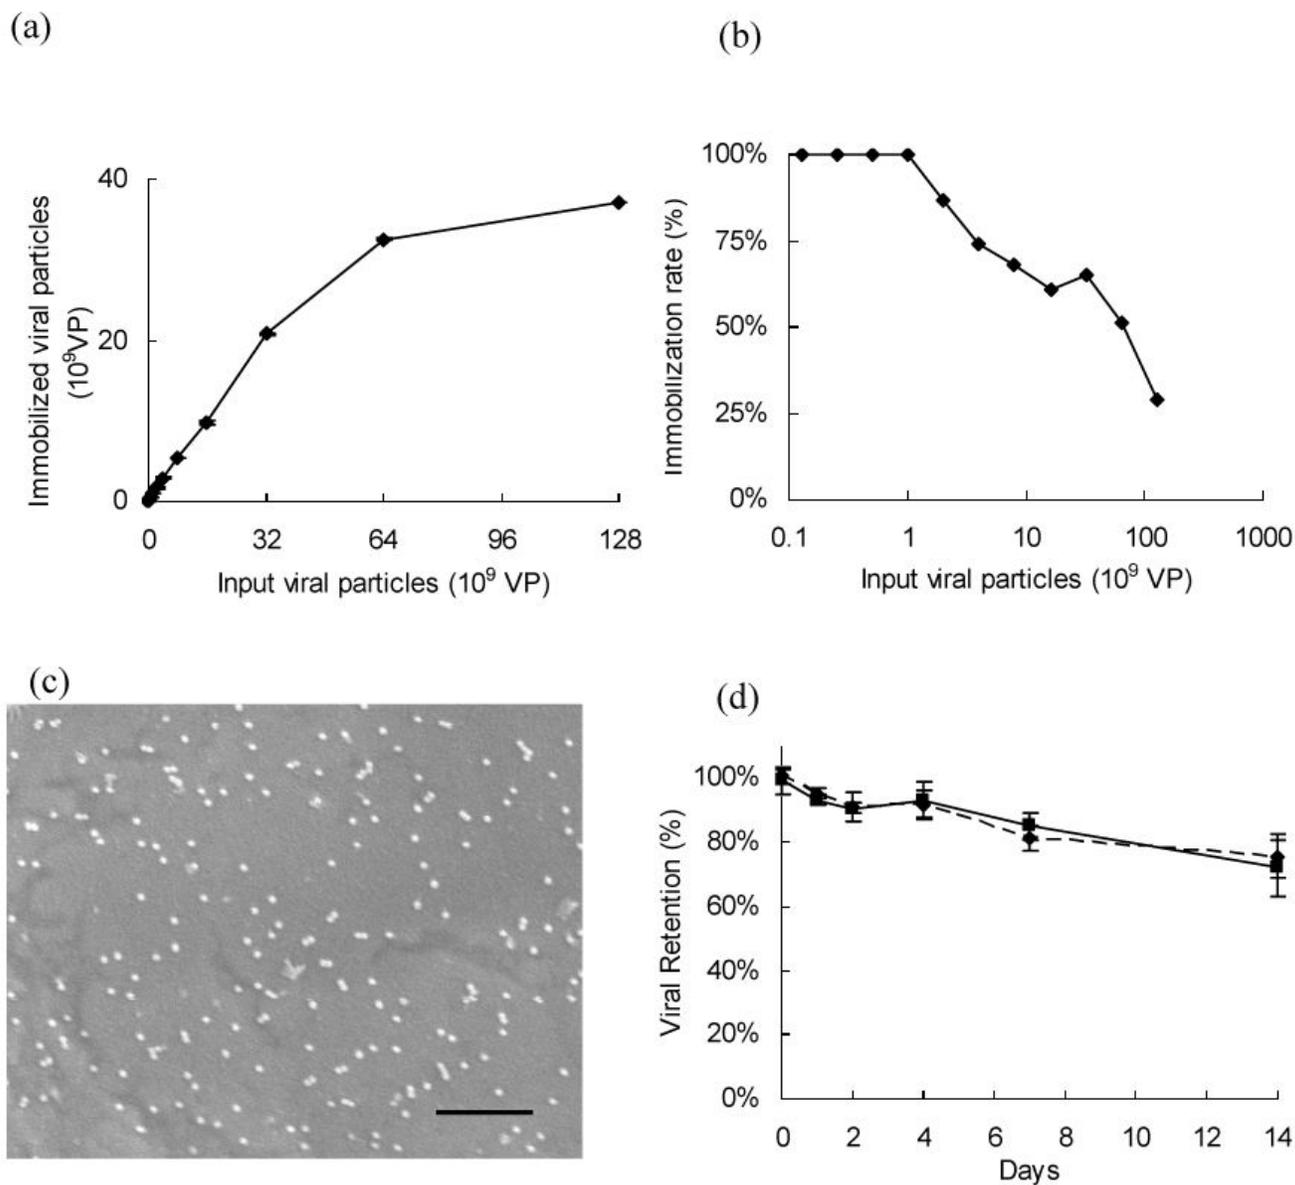 (a)
40
20
0
0 32 64 96 128
Immobilized viral particles
(10⁹VP)
Input viral particles (10⁹ VP)
(b)
100%
75%
50%
25%
0%
0.1 1 10 100 1000
Immobilization rate (%)
Input viral particles (10⁹ VP)
(c)
(d)
100%
80%
60%
40%
20%
0%
0 2 4 6 8 10 12 14
Viral Retention (%)
Days